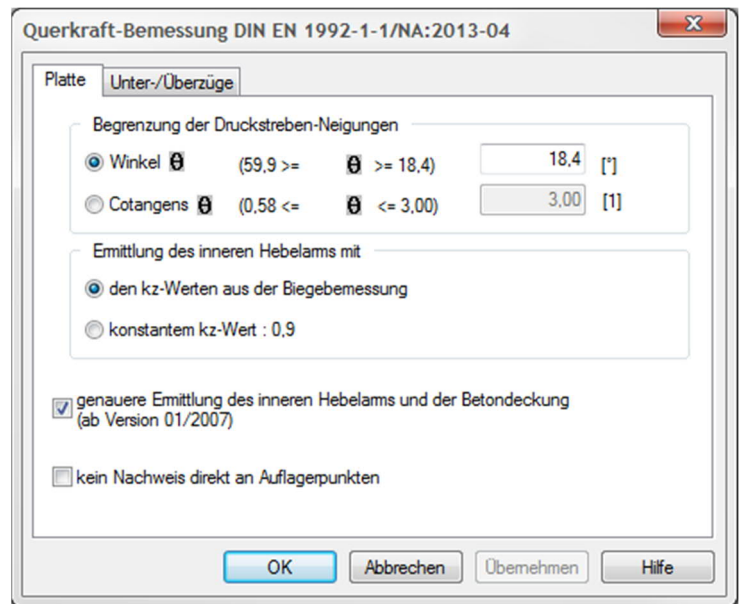 Querkraft-Bemessung DIN EN 1992-1-1/NA:2013-04
Platte Unter-/Überzüge
Begrenzung der Druckstreben-Neigungen
Winkel θ (59,9 >= θ >= 18,4) 18,4 [°]
Cotangens θ (0,58 <= θ <= 3,00) 3,00 [1]
Ermittlung des inneren Hebelarms mit
den kz-Werten aus der Biegebemessung
konstantem kz-Wert : 0,9
genauere Ermittlung des inneren Hebelarms und der Betondeckung
(ab Version 01/2007)
kein Nachweis direkt an Auflagerpunkten
OK Abbrechen Übernehmen Hilfe